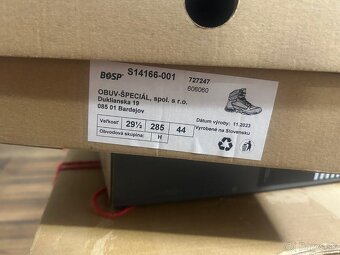 BOSP® S14166-001
727247
606060
OBUV-ŠPECIÁL, spol. s r.o.
Duklianska 19
085 01 Bardejov
Dátum výroby: 11.2023
Vyrobené na Slovensku
Veľkosť 29½ 285 44
Obvodová skupina: H